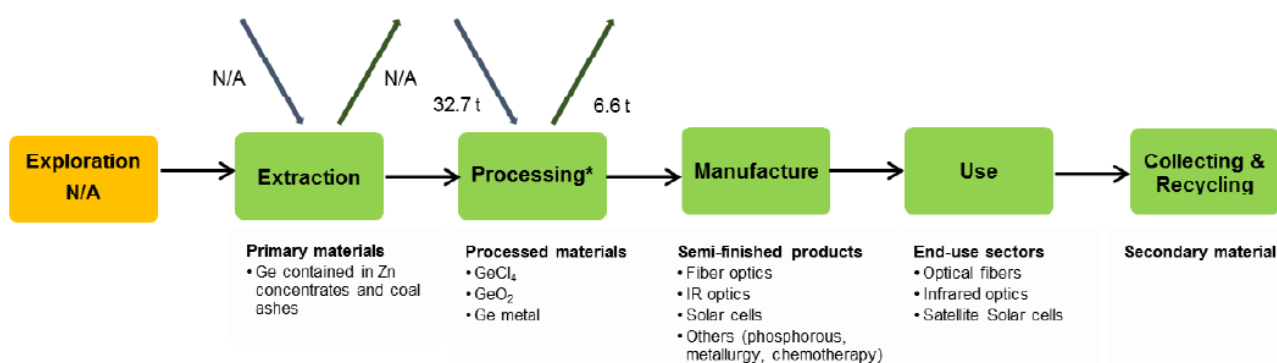 N/A
N/A
32.7 t
6.6 t
Exploration
N/A
Extraction
Processing*
Manufacture
Use
Collecting &
Recycling
Primary materials
• Ge contained in Zn
concentrates and coal
ashes
Processed materials
• GeCl₄
• GeO₂
• Ge metal
Semi-finished products
• Fiber optics
• IR optics
• Solar cells
• Others (phosphorous,
metallurgy, chemotherapy)
End-use sectors
• Optical fibers
• Infrared optics
• Satellite Solar cells
Secondary material